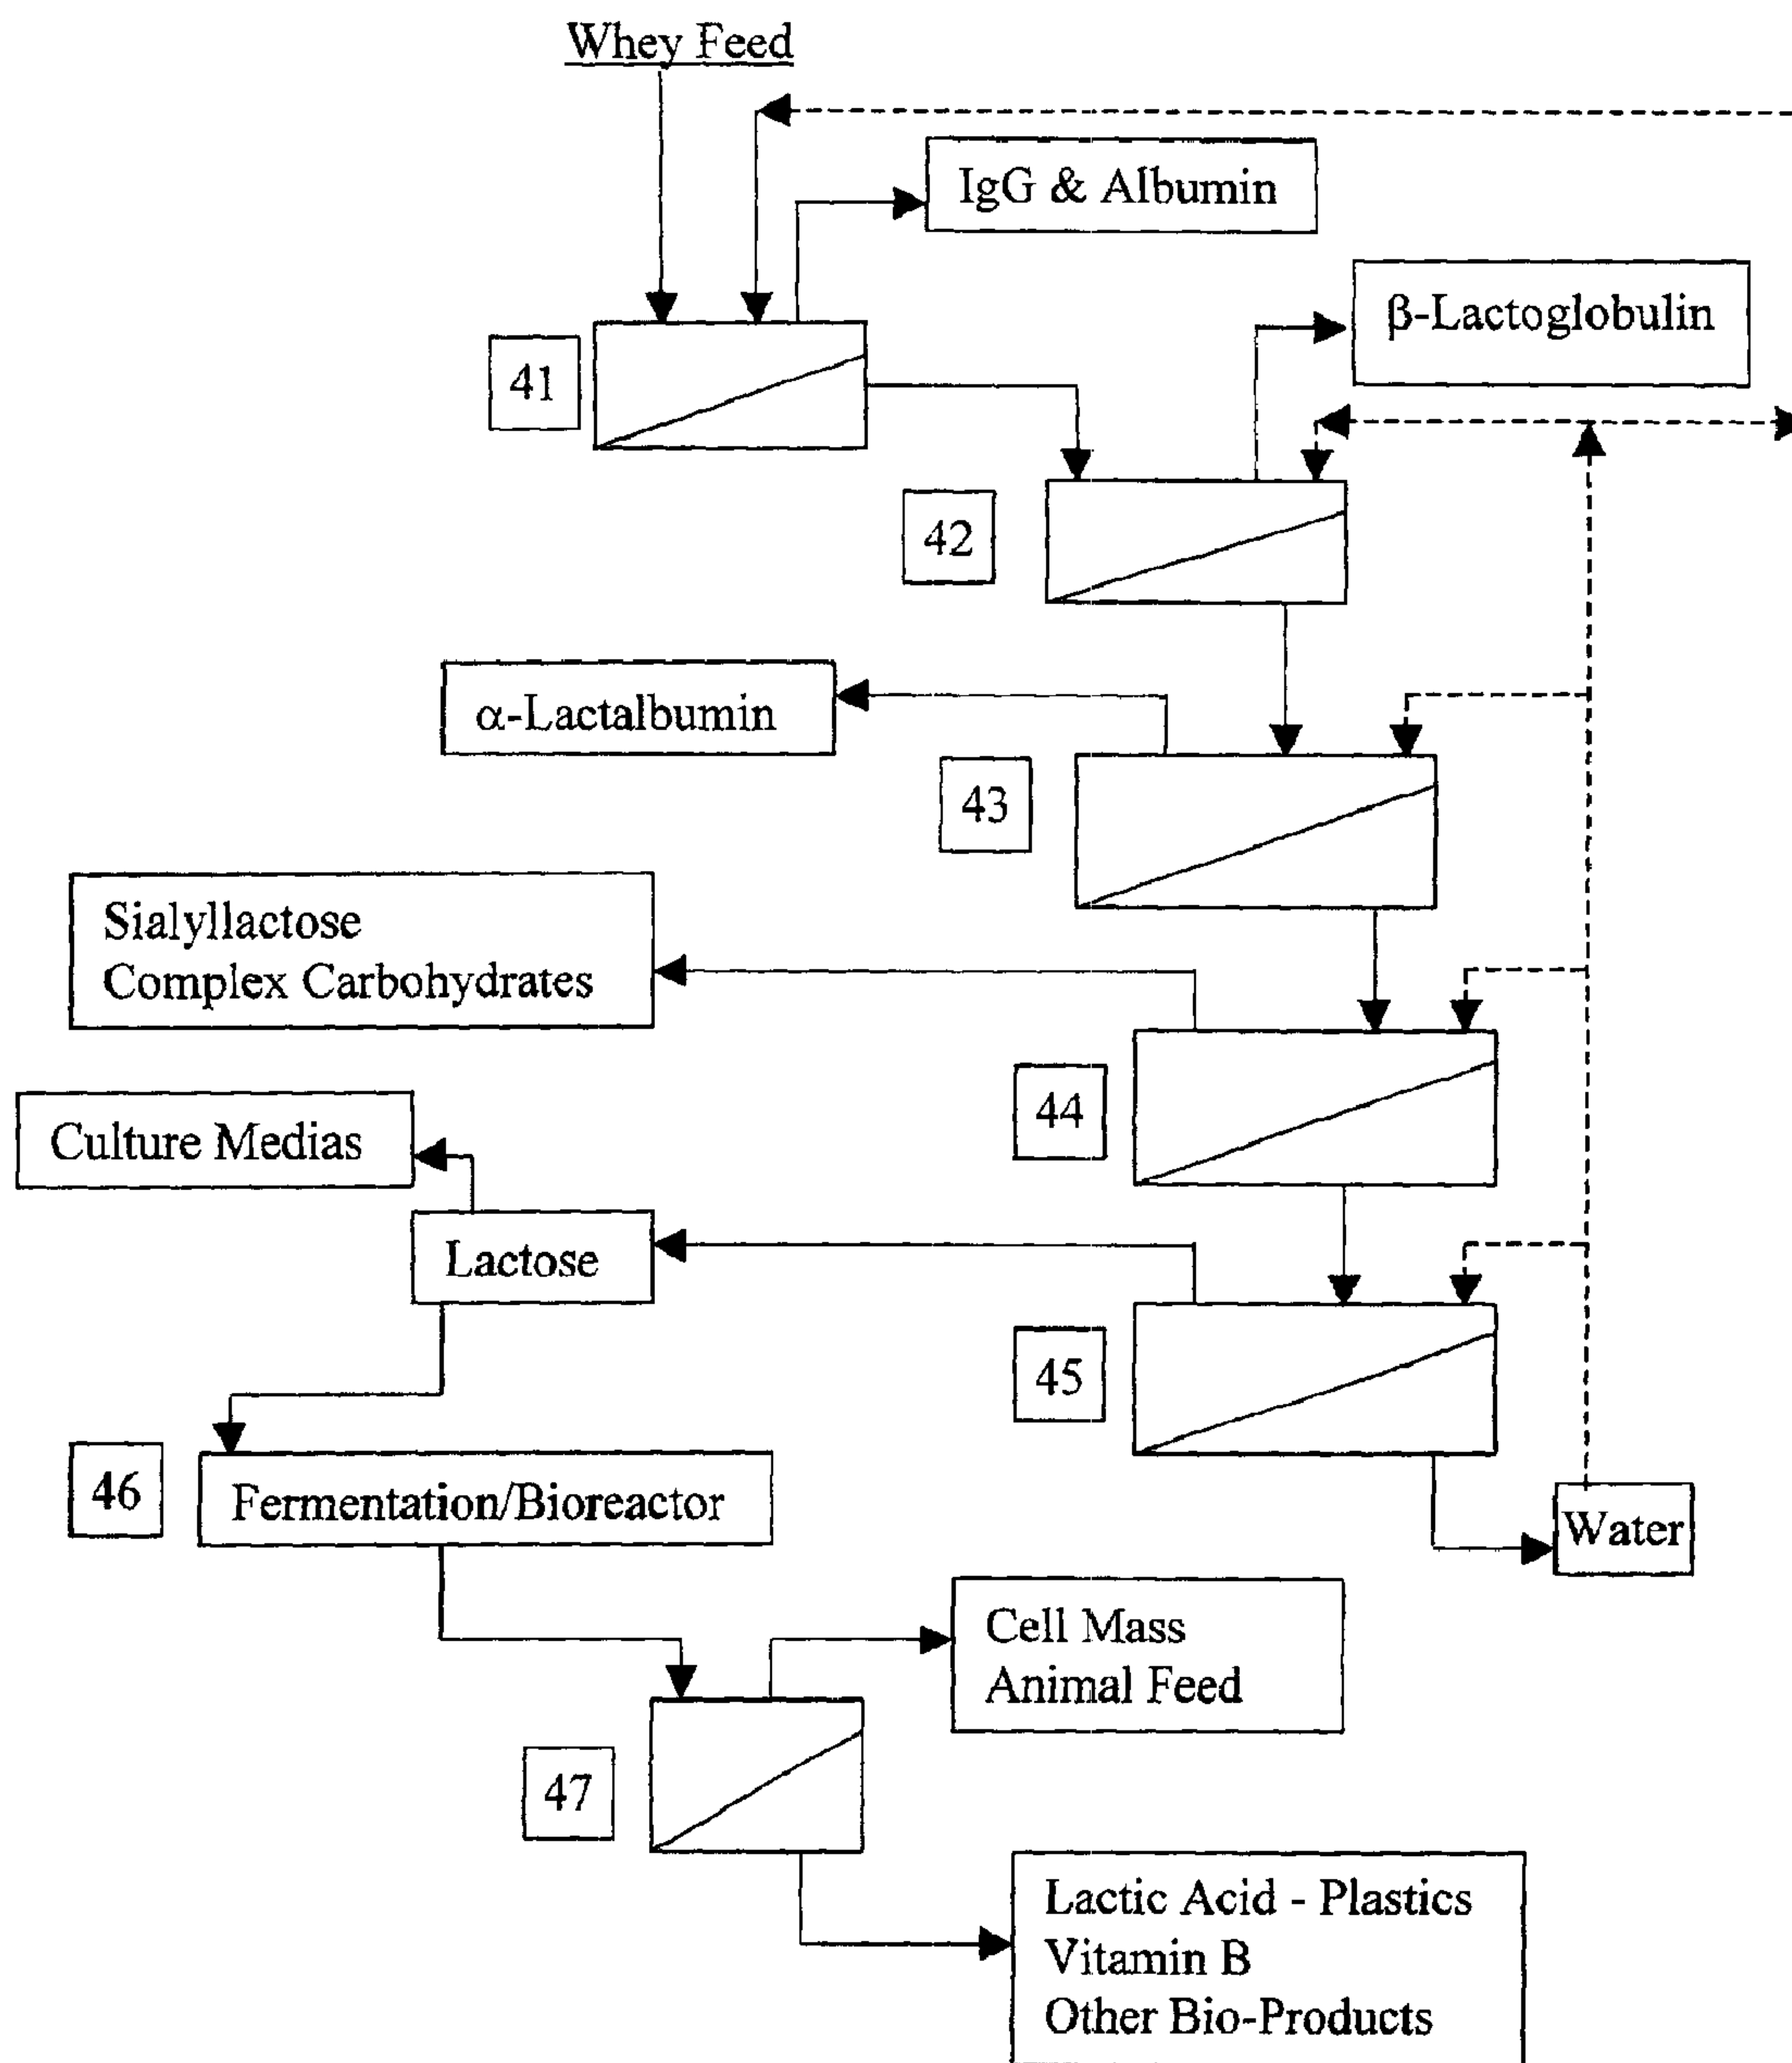 Whey Feed
IgG & Albumin
β-Lactoglobulin
41
42
α-Lactalbumin
43
Sialyllactose
Complex Carbohydrates
44
Culture Medias
Lactose
45
46
Fermentation/Bioreactor
Water
Cell Mass
Animal Feed
47
Lactic Acid - Plastics
Vitamin B
Other Bio-Products